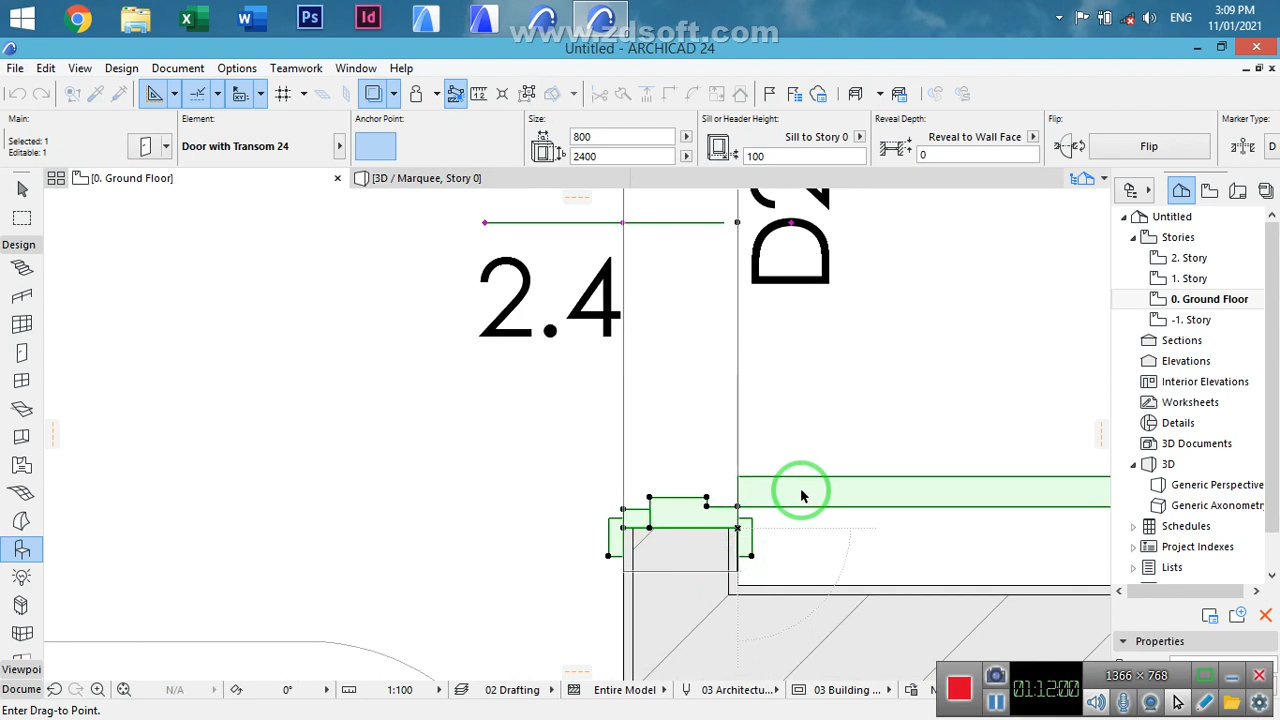 www.zdsoft.com
ENG
3:09 PM
11/01/2021
Untitled - ARCHICAD 24
File Edit View Design Document Options Teamwork Window Help
Main:
Selected: 1
Editable: 1
Element:
Door with Transom 24
Anchor Point:
Size:
800
2400
Sill or Header Height:
Sill to Story 0
100
Reveal Depth:
Reveal to Wall Face
0
Flip:
Flip
Marker Type:
D
[0. Ground Floor]
[3D / Marquee, Story 0]
Design
Viewpoi
Docume
D2
2.4
Untitled
Stories
2. Story
1. Story
0. Ground Floor
-1. Story
Sections
Elevations
Interior Elevations
Worksheets
Details
3D Documents
3D
Generic Perspective
Generic Axonometr
Schedules
Project Indexes
Lists
Properties
N/A
0°
1:100
02 Drafting
Entire Model
03 Architectu...
03 Building ...
N
Enter Drag-to Point.
01:12:00
1366 × 768